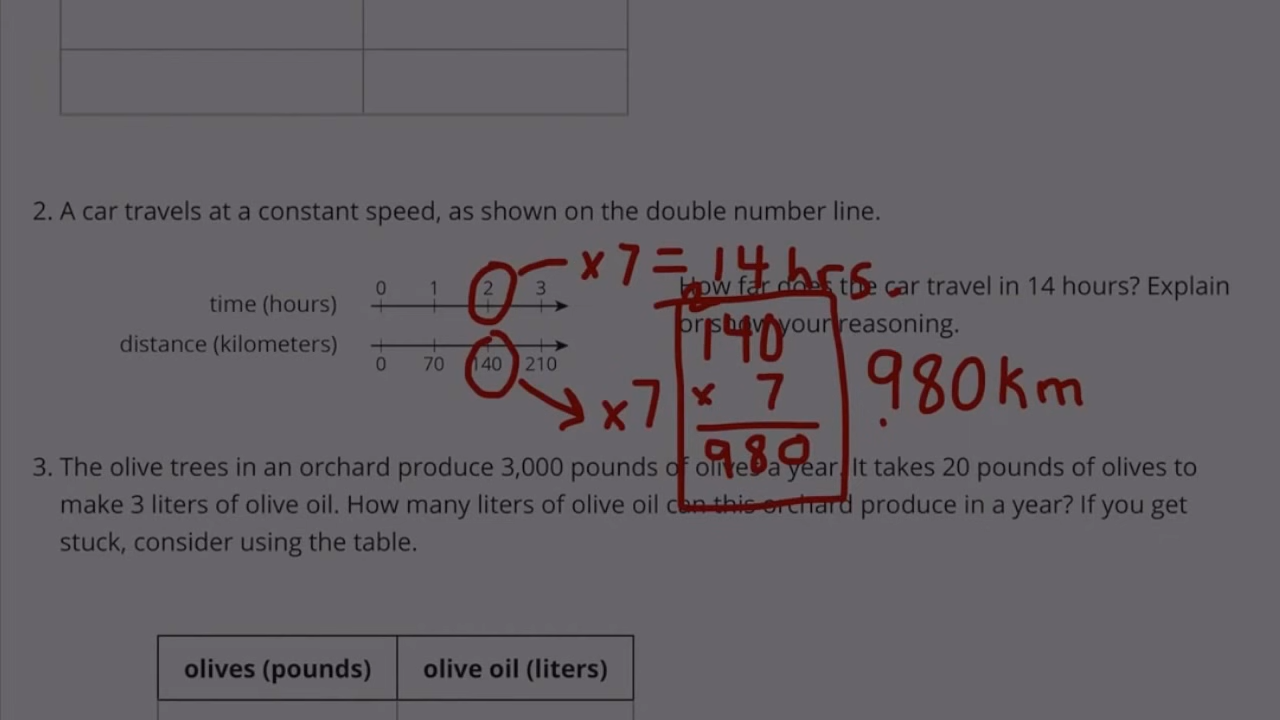 2. A car travels at a constant speed, as shown on the double number line.
x 7 = 14 hrs.
0 1 2 3
time (hours)
How far does the car travel in 14 hours? Explain
or show your reasoning.
distance (kilometers)
0 70 140 210
x7
2
140
x 7
980
980 km
3. The olive trees in an orchard produce 3,000 pounds of olives a year. It takes 20 pounds of olives to
make 3 liters of olive oil. How many liters of olive oil can this orchard produce in a year? If you get
stuck, consider using the table.
olives (pounds) olive oil (liters)